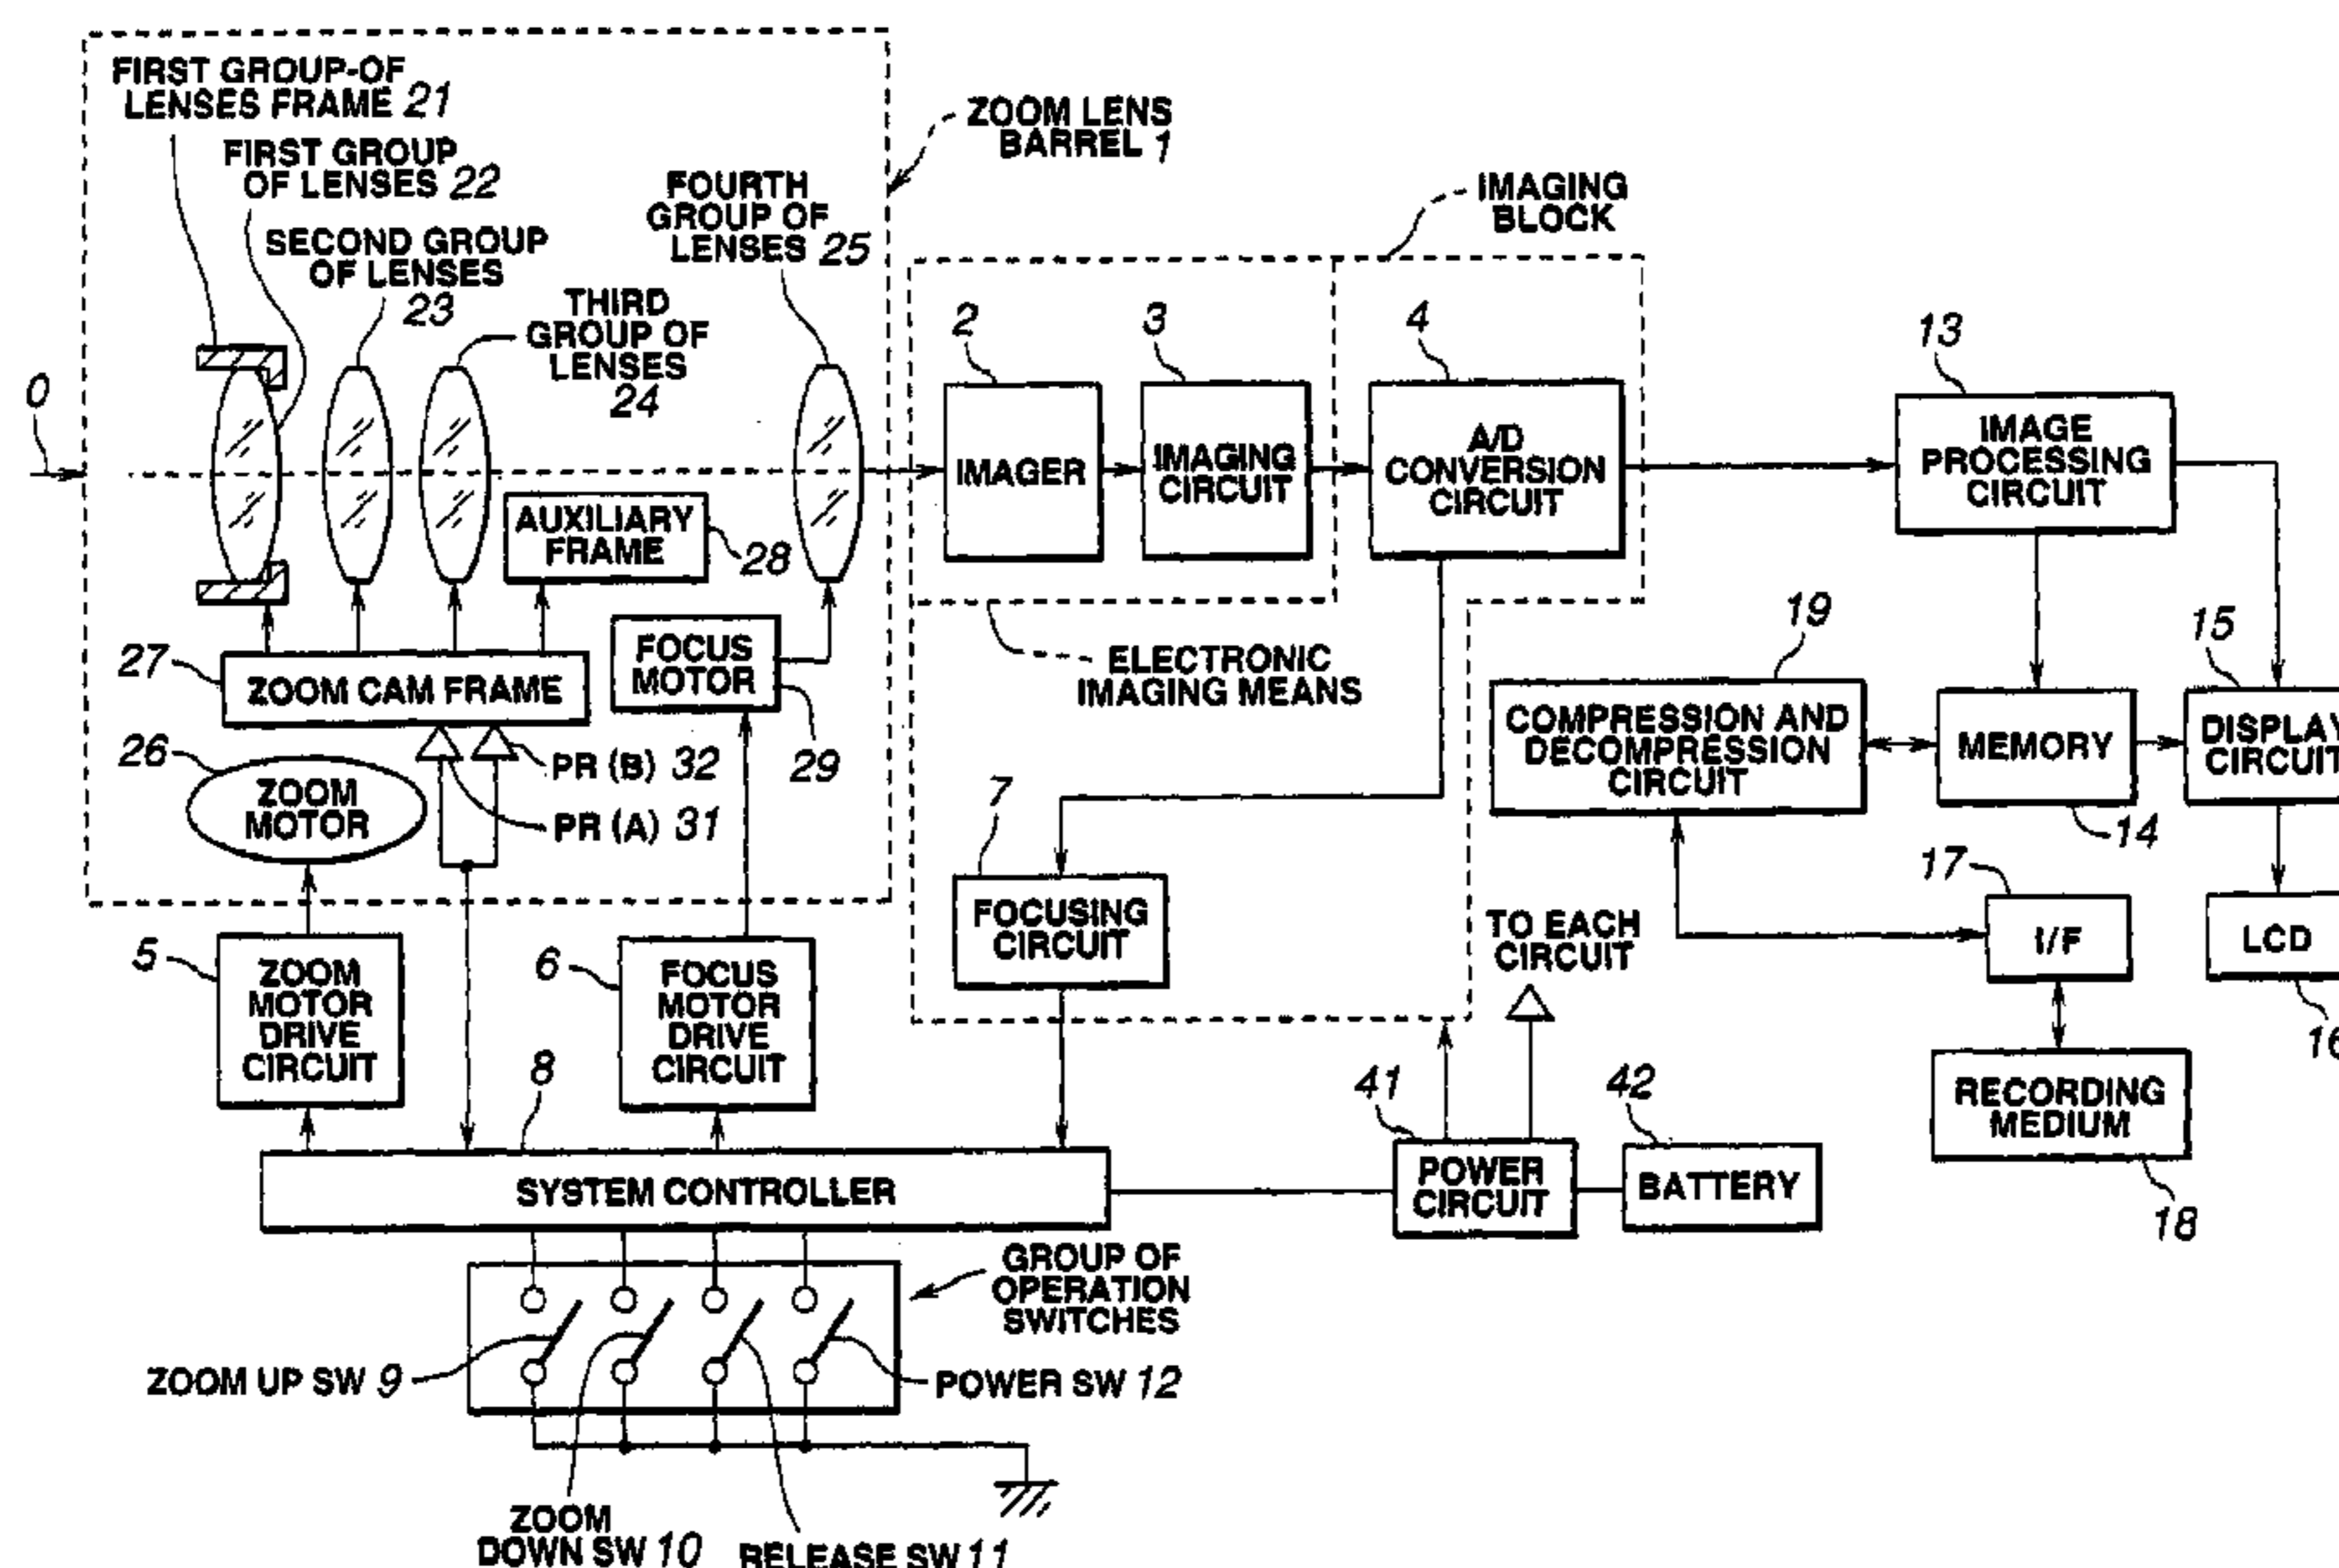 FIRST GROUP-OF
LENSES FRAME 21
FIRST GROUP
OF LENSES 22
SECOND GROUP
OF LENSES
23
THIRD
GROUP OF
LENSES
24
FOURTH
GROUP OF
LENSES 25
ZOOM LENS
BARREL 1
IMAGING
BLOCK
O
2
IMAGER
3
IMAGING
CIRCUIT
4
A/D
CONVERSION
CIRCUIT
13
IMAGE
PROCESSING
CIRCUIT
AUXILIARY
FRAME
28
27
ZOOM CAM FRAME
FOCUS
MOTOR
29
26
ZOOM
MOTOR
PR (B) 32
PR (A) 31
ELECTRONIC
IMAGING MEANS
19
COMPRESSION AND
DECOMPRESSION
CIRCUIT
MEMORY
14
15
DISPLAY
CIRCUIT
7
FOCUSING
CIRCUIT
TO EACH
CIRCUIT
17
I/F
LCD
16
5
ZOOM
MOTOR
DRIVE
CIRCUIT
6
FOCUS
MOTOR
DRIVE
CIRCUIT
8
SYSTEM CONTROLLER
41
POWER
CIRCUIT
42
BATTERY
RECORDING
MEDIUM
18
GROUP OF
OPERATION
SWITCHES
ZOOM UP SW 9
POWER SW 12
ZOOM
DOWN SW 10
RELEASE SW 11